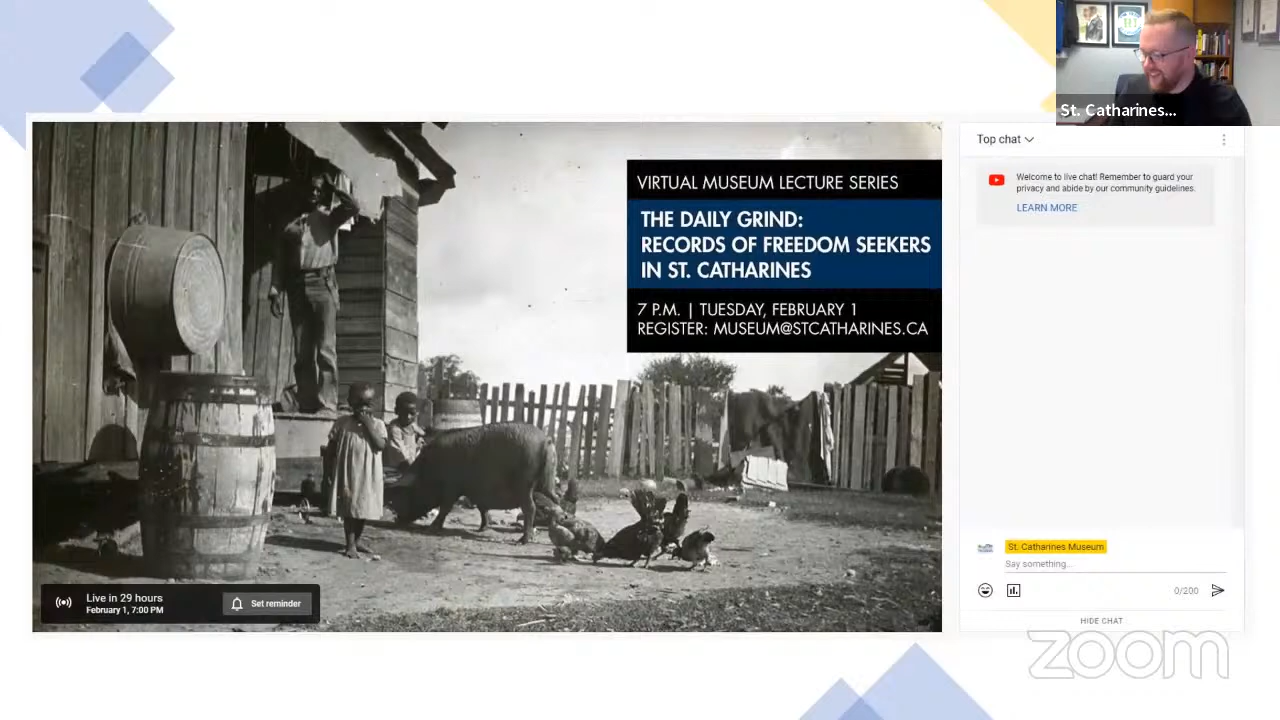 St. Catharines...
VIRTUAL MUSEUM LECTURE SERIES
THE DAILY GRIND:
RECORDS OF FREEDOM SEEKERS
IN ST. CATHARINES
7 P.M. | TUESDAY, FEBRUARY 1
REGISTER: MUSEUM@STCATHARINES.CA
Live in 29 hours
February 1, 7:00 PM
Set reminder
Top chat
Welcome to live chat! Remember to guard your
privacy and abide by our community guidelines.
LEARN MORE
St. Catharines Museum
Say something...
0/200
HIDE CHAT
zoom